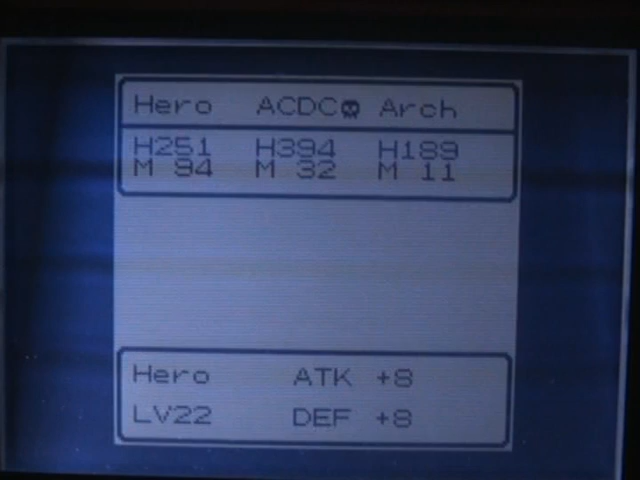 Hero ACDC Arch
H251 H394 H189
M 94 M 32 M 11
Hero ATK +8
LV22 DEF +8